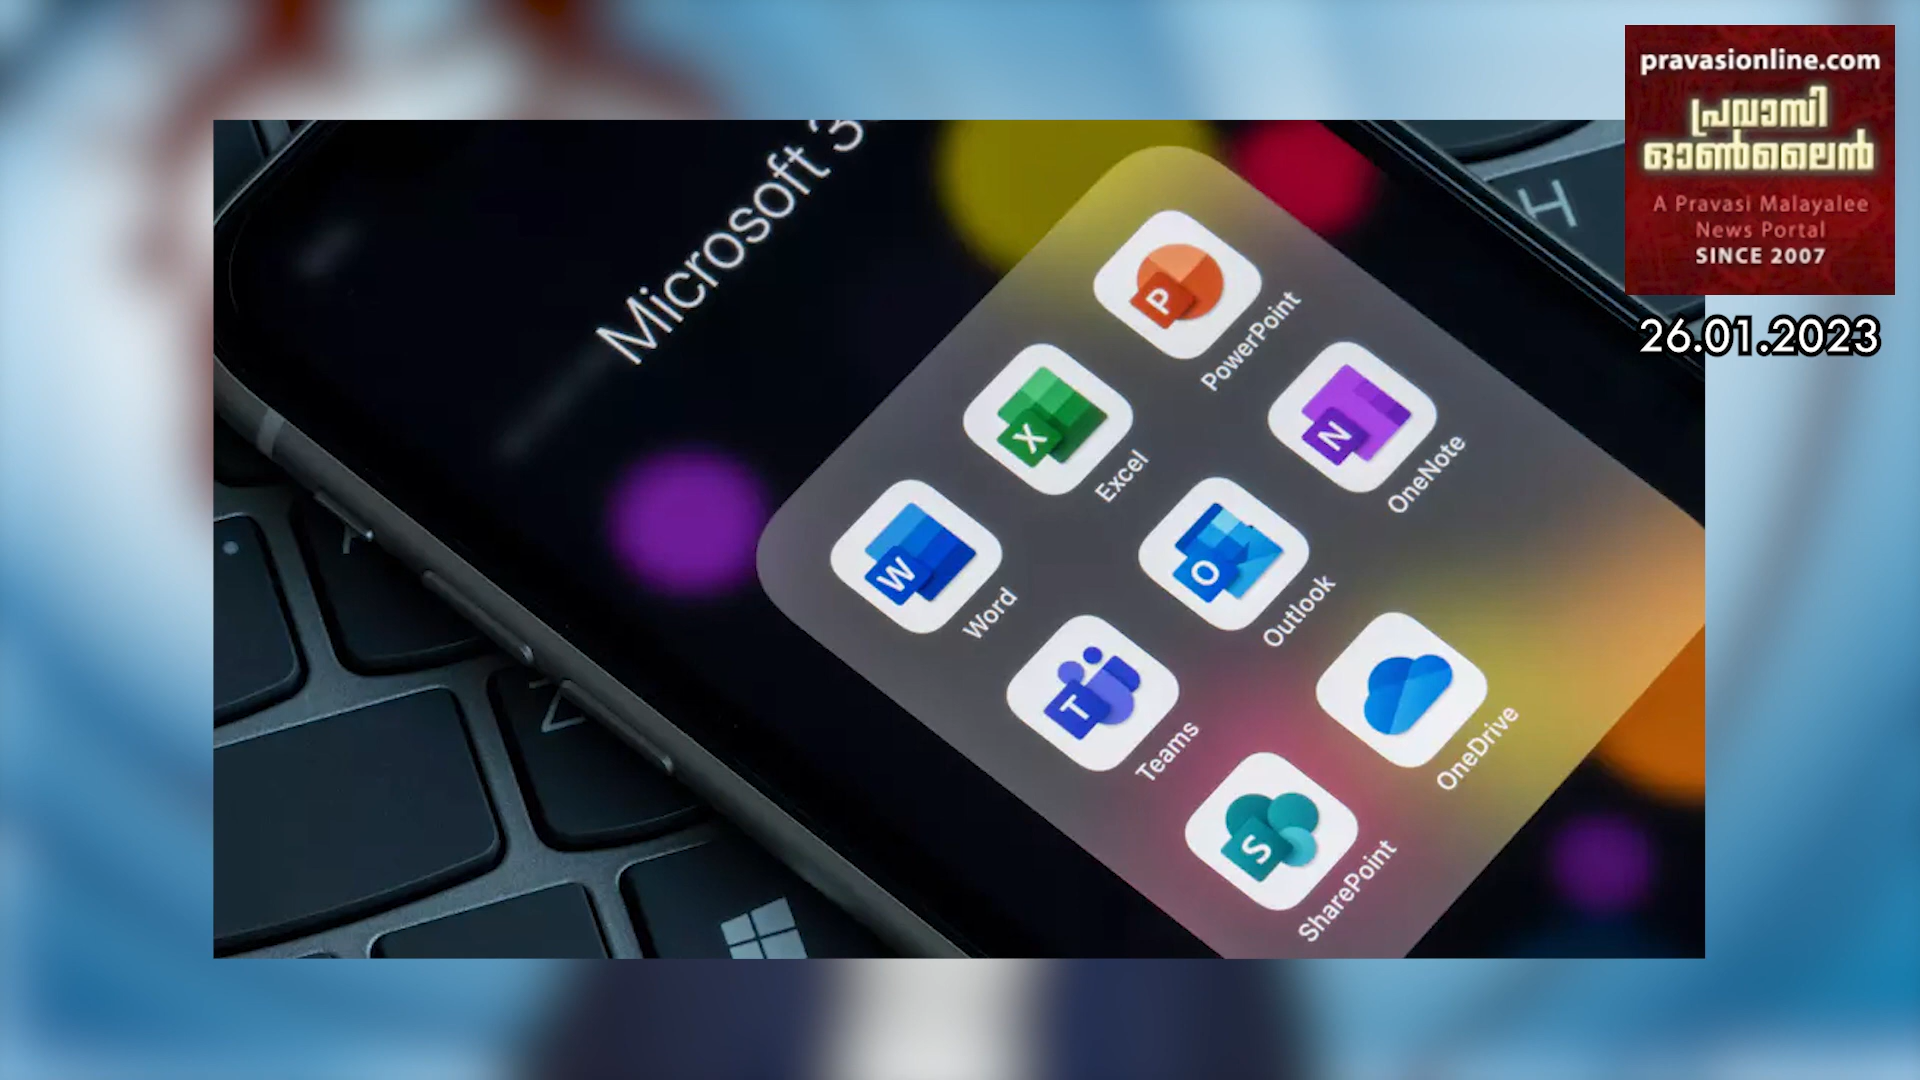 pravasionline.com
പ്രവാസി
ഓൺലൈൻ
A Pravasi Malayalee
News Portal
SINCE 2007
26.01.2023
Microsoft 3
PowerPoint
Excel
OneNote
Word
Outlook
Teams
OneDrive
SharePoint
P
X
N
W
O
T
S
H
Z